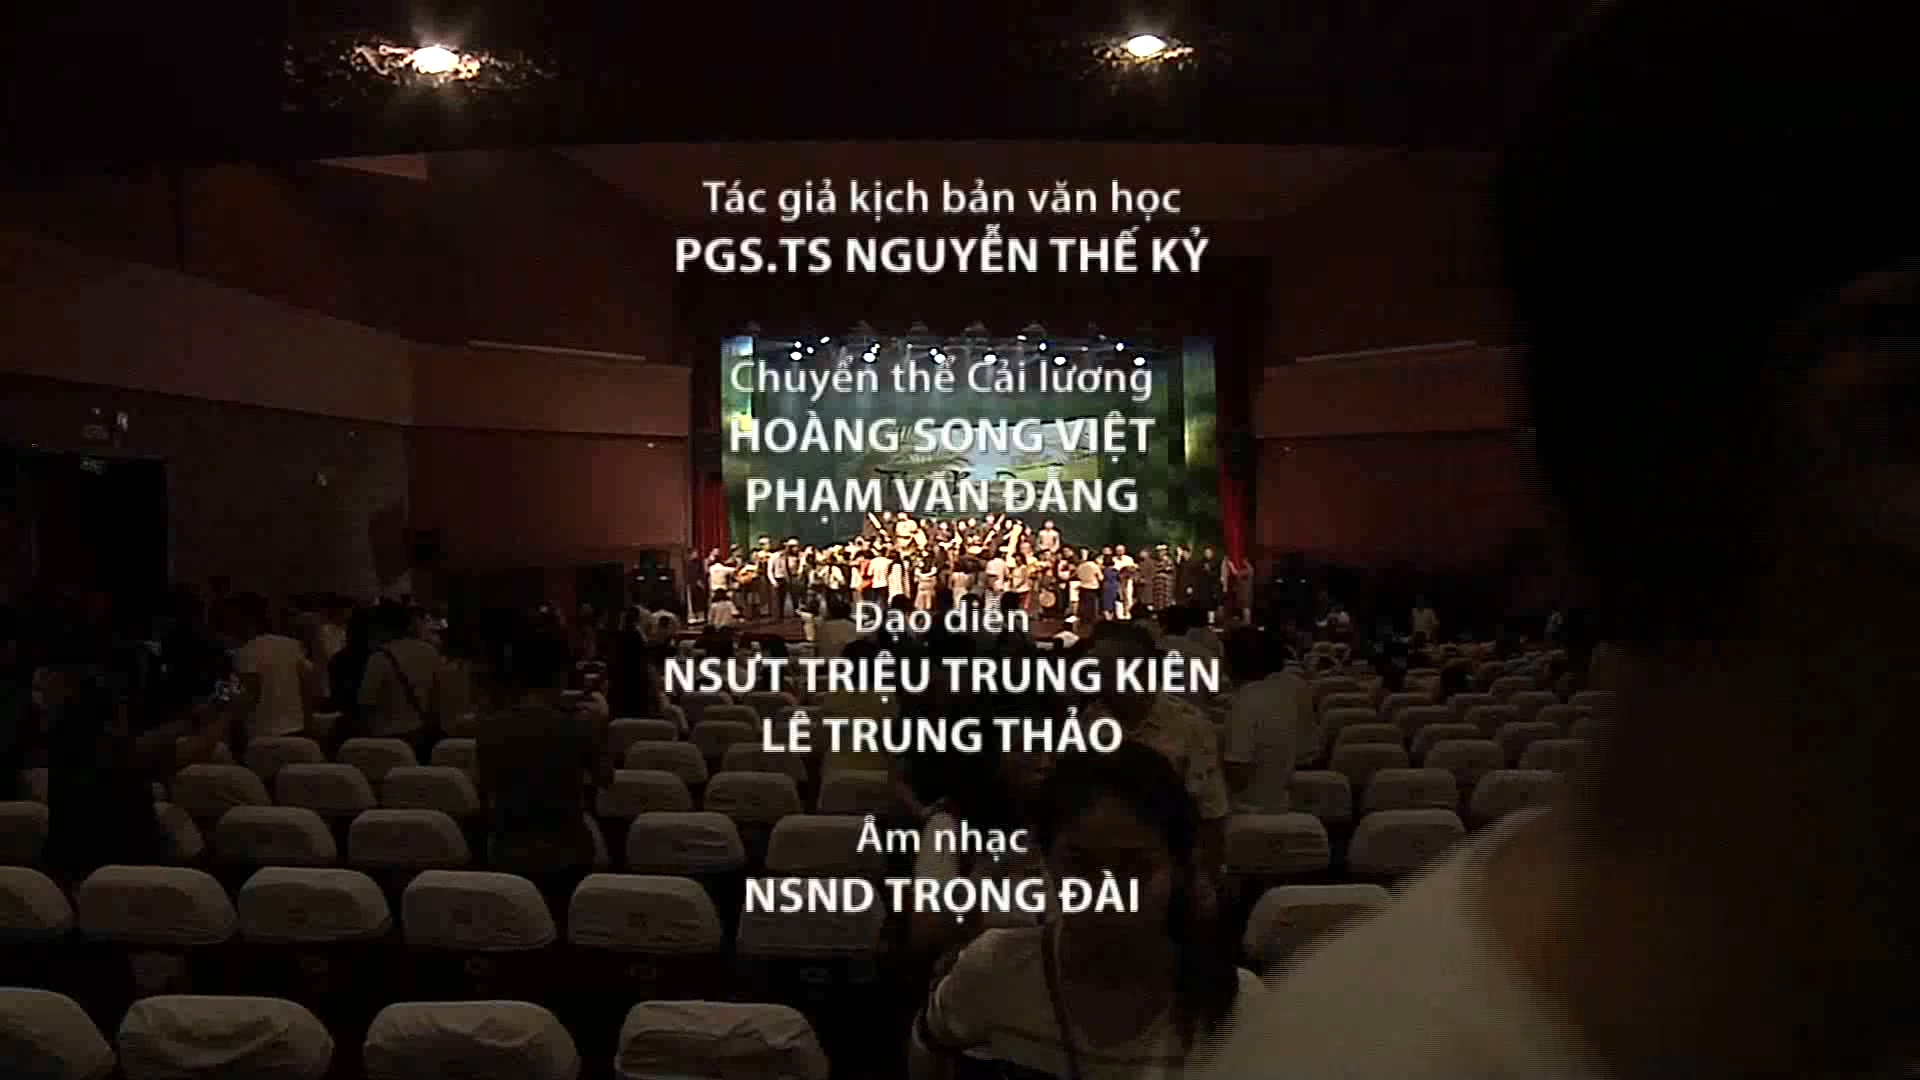 Tác giả kịch bản văn học
PGS.TS NGUYỄN THẾ KỶ
Chuyển thể Cải lương
HOÀNG SONG VIỆT
PHẠM VĂN ĐẰNG
Đạo diễn
NSƯT TRIỆU TRUNG KIÊN
LÊ TRUNG THẢO
Âm nhạc
NSND TRỌNG ĐÀI